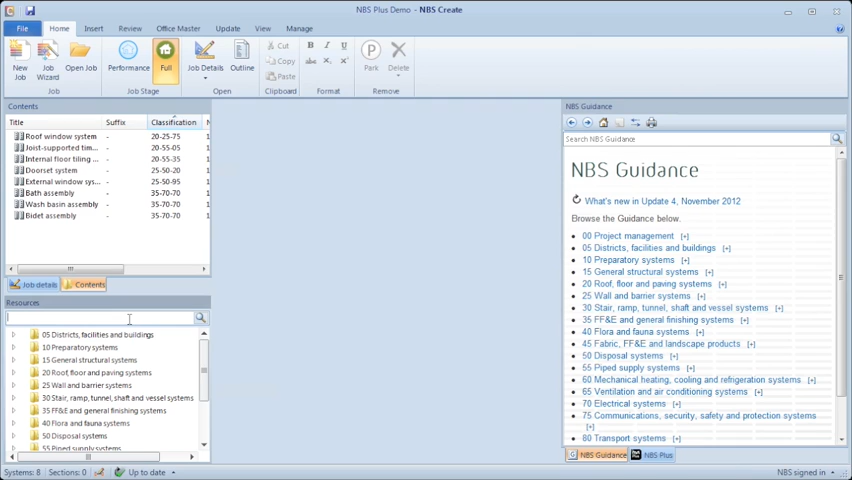 NBS Plus Demo - NBS Create
File Home Insert Review Office Master Update View Manage
New Job Job Wizard Open Job Performance Full Job Details Outline Cut Copy Paste B I U abc X₂ X² Park Delete
Job Job Stage Open Clipboard Format Remove
Contents
Title Suffix Classification N
Roof window system - 20-25-75 1
Joist-supported tim... - 20-55-05 1
Internal floor tiling ... - 20-55-35 1
Doorset system - 25-50-20 1
External window sys... - 25-50-95 1
Bath assembly - 35-70-70 1
Wash basin assembly - 35-70-70 1
Bidet assembly - 35-70-70 1
Job details Contents
Resources
05 Districts, facilities and buildings
10 Preparatory systems
15 General structural systems
20 Roof, floor and paving systems
25 Wall and barrier systems
30 Stair, ramp, tunnel, shaft and vessel systems
35 FF&E and general finishing systems
40 Flora and fauna systems
50 Disposal systems
55 Piped supply systems
NBS Guidance
Search NBS Guidance
NBS Guidance
What's new in Update 4, November 2012
Browse the Guidance below.
00 Project management [+]
05 Districts, facilities and buildings [+]
10 Preparatory systems [+]
15 General structural systems [+]
20 Roof, floor and paving systems [+]
25 Wall and barrier systems [+]
30 Stair, ramp, tunnel, shaft and vessel systems [+]
35 FF&E and general finishing systems [+]
40 Flora and fauna systems [+]
45 Fabric, FF&E and landscape products [+]
50 Disposal systems [+]
55 Piped supply systems [+]
60 Mechanical heating, cooling and refrigeration systems [+]
65 Ventilation and air conditioning systems [+]
70 Electrical systems [+]
75 Communications, security, safety and protection systems
[+]
80 Transport systems [+]
NBS Guidance NBS Plus
Systems: 8 Sections: 0 Up to date NBS signed in